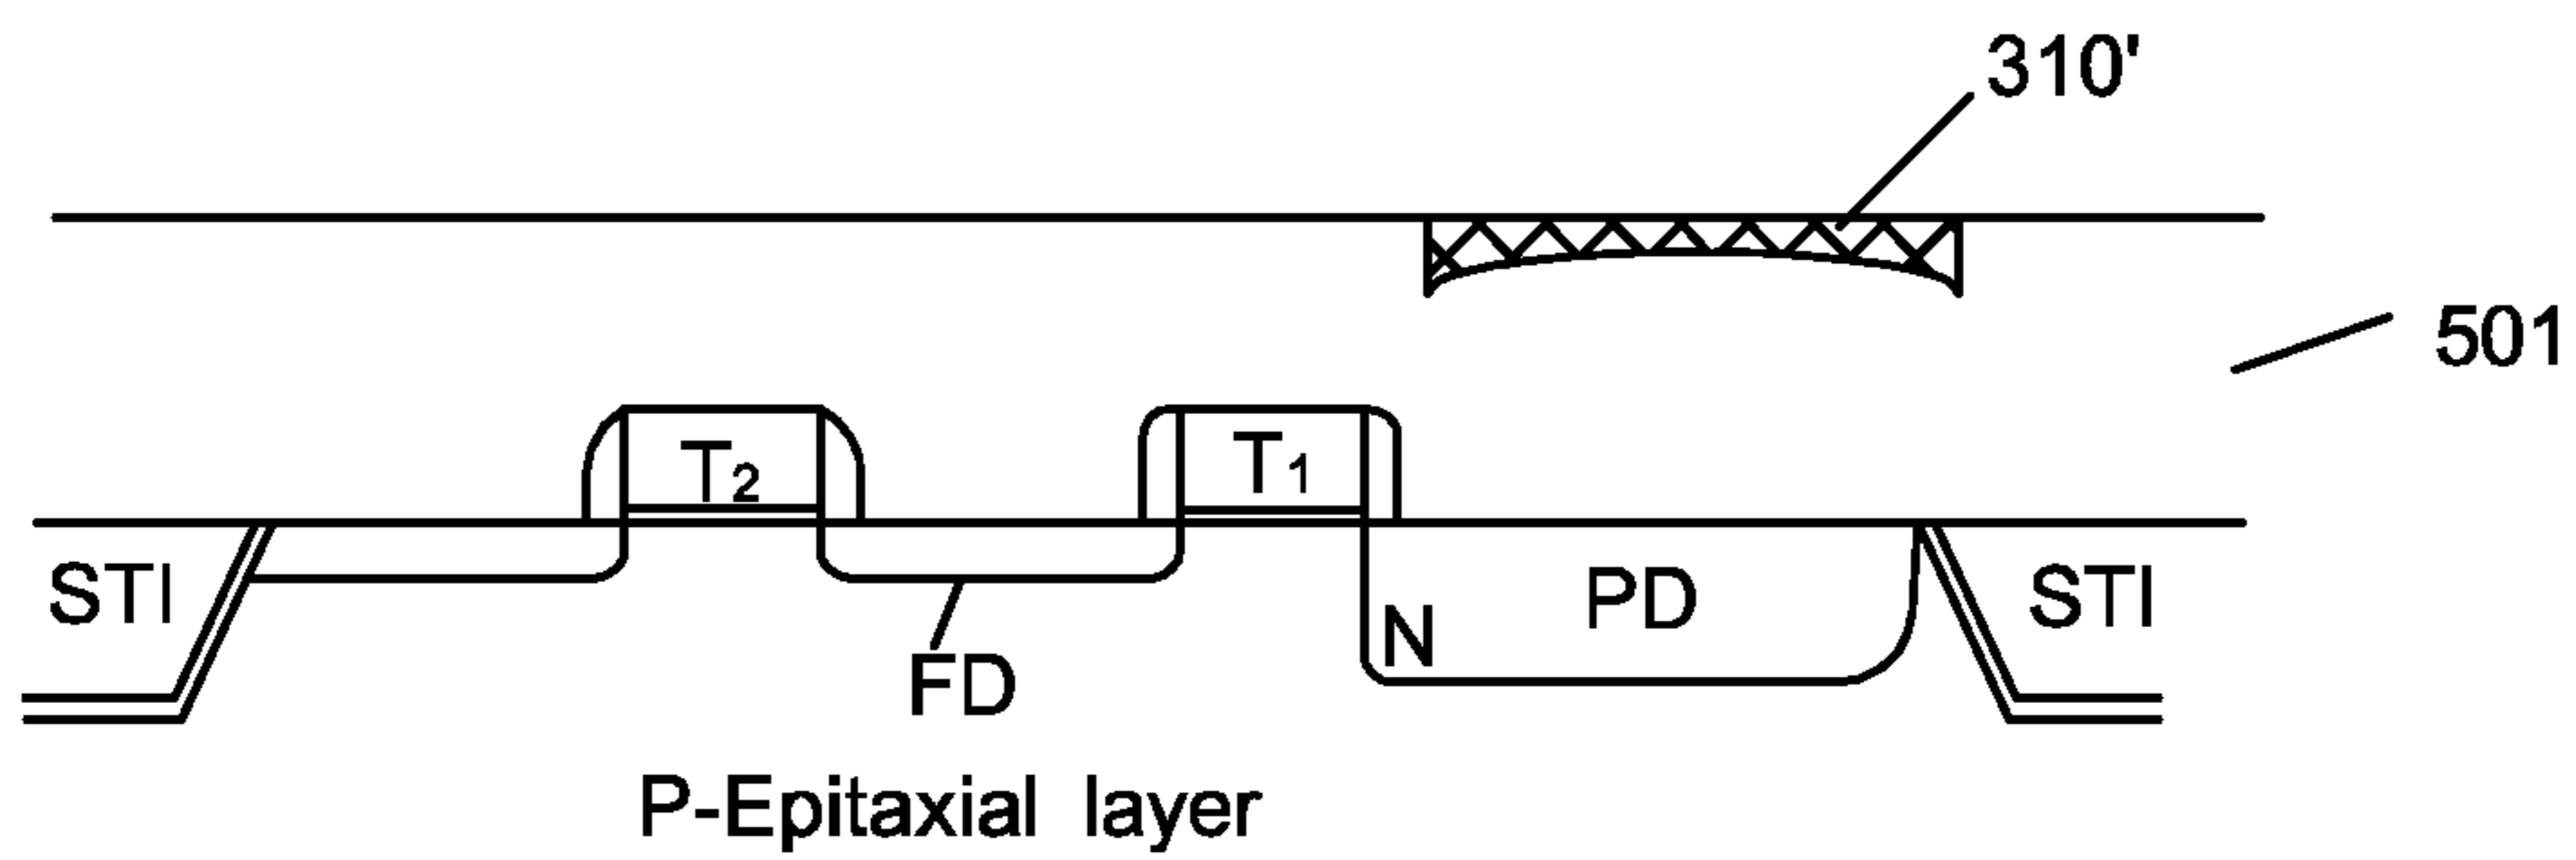 310'
501
T2
T1
STI
PD
STI
N
FD
P-Epitaxial layer